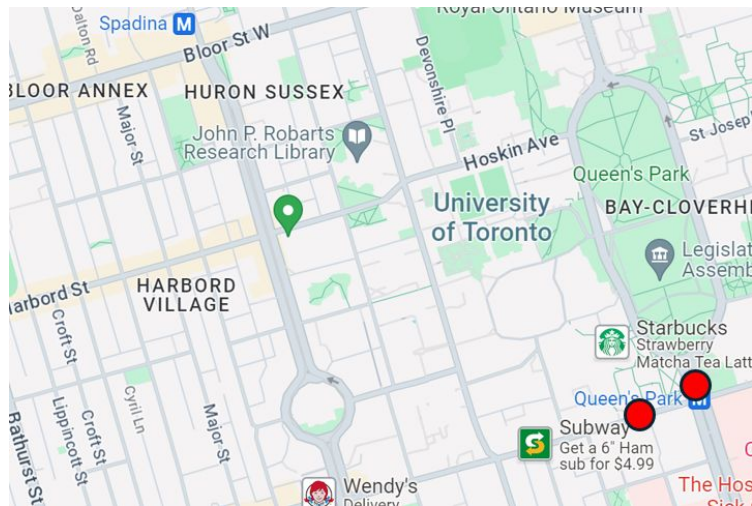 Royal Ontario Museum
Spadina M
Dalton Rd
Bloor St W
BLOOR ANNEX
HURON SUSSEX
Devonshire Pl
Major St
John P. Robarts
Research Library
Hoskin Ave
St Joseph
Queen's Park
University
of Toronto
BAY-CLOVERHI
Legislat
Assemb
HARBORD
VILLAGE
Harbord St
Croft St
Starbucks
Strawberry
Matcha Tea Latt
Lippincott St
Croft St
Cyril Ln
Major St
Bathurst St
Queen's Park M
Subway
Get a 6" Ham
sub for $4.99
Wendy's
Delivery
The Hos